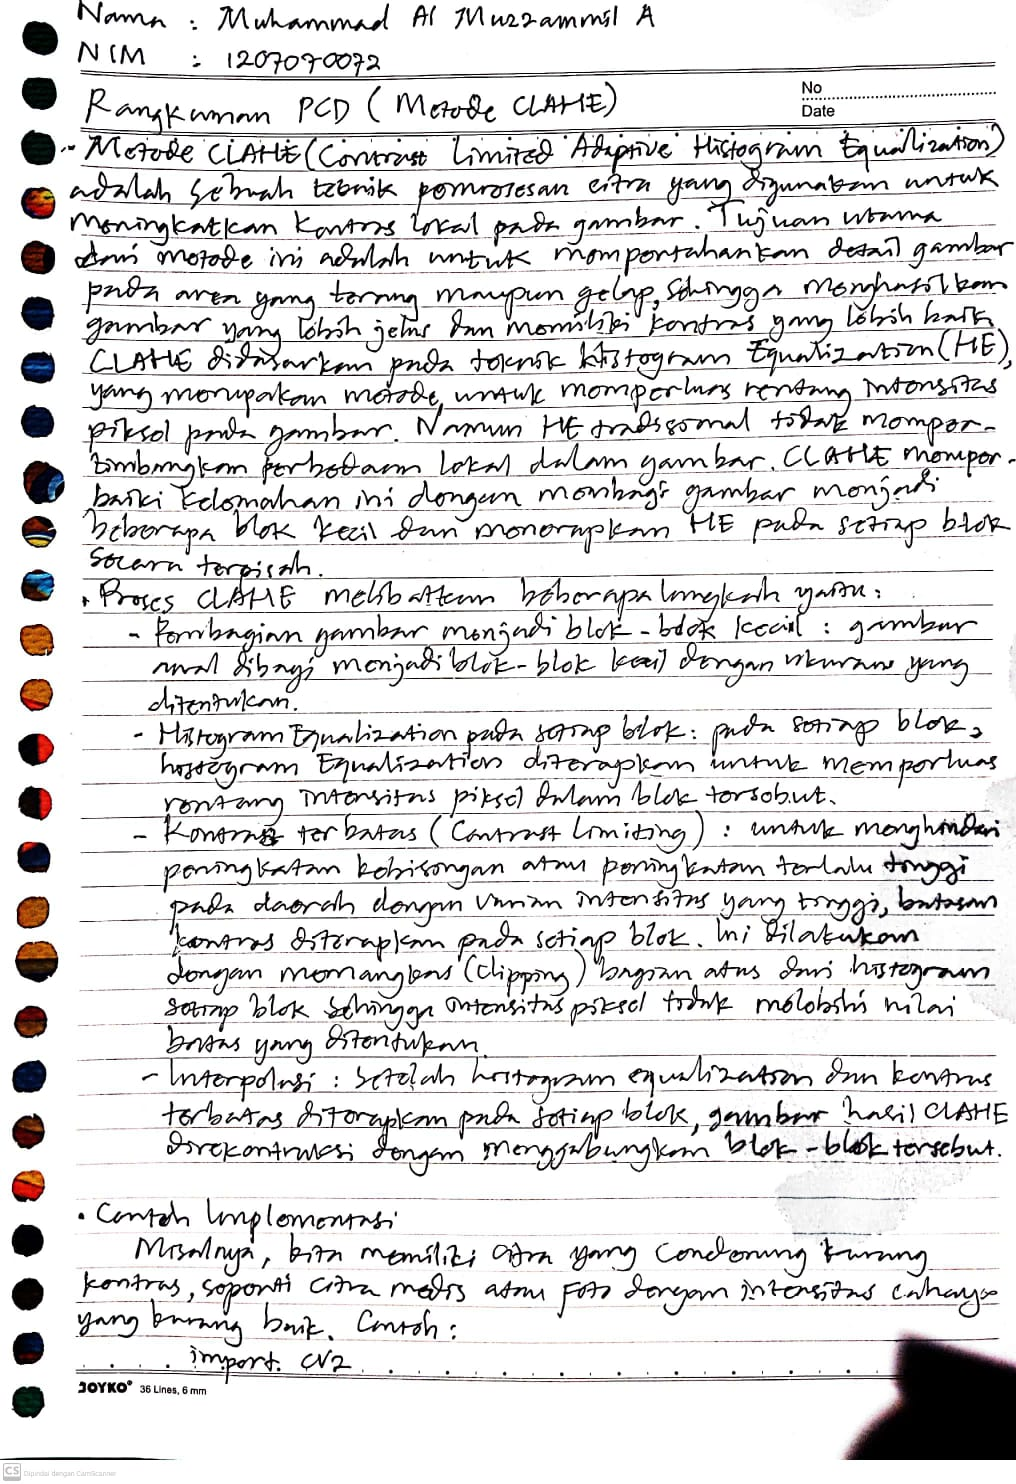 Nama : Muhammad Al Muzzammil A
NIM : 1207070072
No
Date
Rangkuman PCD ( Metode CLAHE )
- Metode CLAHE (Contrast Limited Adaptive Histogram Equalization)
adalah sebuah teknik pemrosesan citra yang digunakan untuk
meningkatkan kontras lokal pada gambar. Tujuan utama
dari metode ini adalah untuk mempertahankan detail gambar
pada area yang terang maupun gelap, sehingga menghasilkan
gambar yang lebih jelas dan memiliki kontras yang lebih baik
CLAHE didasarkan pada teknik Histogram Equalization (HE),
yang merupakan metode untuk memperluas rentang intensitas
piksel pada gambar. Namun HE tradisional tidak memper-
timbangkan perbedaan lokal dalam gambar. CLAHE memper-
baiki kelemahan ini dengan membagi gambar menjadi
beberapa blok kecil dan menerapkan HE pada setiap blok
secara terpisah.
• Proses CLAHE melibatkan beberapa langkah yaitu :
- Pembagian gambar menjadi blok-blok kecil : gambar
awal dibagi menjadi blok-blok kecil dengan ukuran yang
ditentukan.
- Histogram Equalization pada setiap blok : pada setiap blok,
histogram Equalization diterapkan untuk memperluas
rentang intensitas piksel dalam blok tersebut.
- Kontras terbatas ( Contrast Limiting ) : untuk menghindari
peningkatan kebisingan atau peningkatan terlalu tinggi
pada daerah dengan varian intensitas yang tinggi, batasan
kontras diterapkan pada setiap blok. Ini dilakukan
dengan memangkas (clipping) bagian atas dari histogram
setiap blok sehingga intensitas piksel tidak melebihi nilai
batas yang ditentukan.
- Interpolasi : Setelah histogram equalization dan kontras
terbatas diterapkan pada setiap blok, gambar hasil CLAHE
direkontruksi dengan menggabungkan blok-blok tersebut.
• Contoh Implementasi
Misalnya, kita memiliki citra yang cenderung kurang
kontras, seperti citra medis atau foto dengan intensitas cahaya
yang kurang baik. Contoh :
import cv2
JOYKO® 36 Lines, 6 mm
CS Dipindai dengan CamScanner